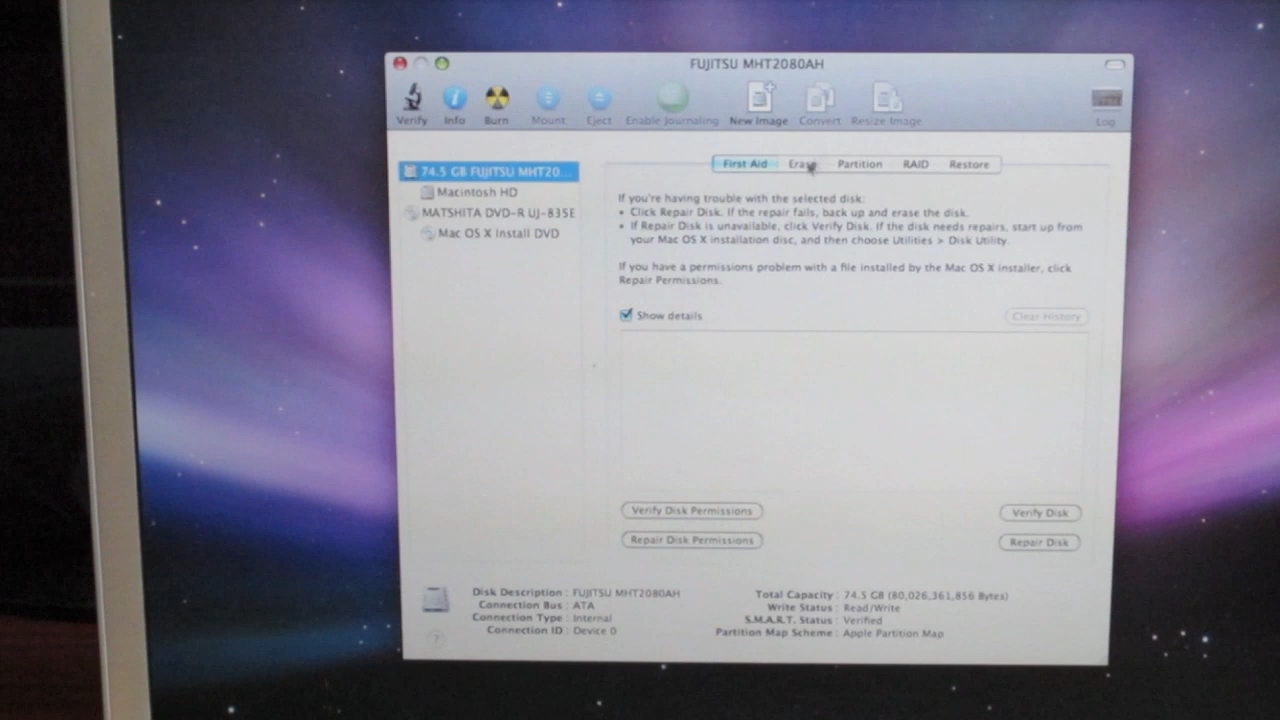 FUJITSU MHT2080AH
Verify Info Burn Mount Eject Enable Journaling New Image Convert Resize Image Log
74.5 GB FUJITSU MHT20...
Macintosh HD
MATSHITA DVD-R UJ-835E
Mac OS X Install DVD
First Aid Erase Partition RAID Restore
If you're having trouble with the selected disk:
• Click Repair Disk. If the repair fails, back up and erase the disk.
• If Repair Disk is unavailable, click Verify Disk. If the disk needs repairs, start up from
your Mac OS X installation disc, and then choose Utilities > Disk Utility.
If you have a permissions problem with a file installed by the Mac OS X installer, click
Repair Permissions.
Show details Clear History
Verify Disk Permissions Verify Disk
Repair Disk Permissions Repair Disk
Disk Description : FUJITSU MHT2080AH
Connection Bus : ATA
Connection Type : Internal
Connection ID : Device 0
Total Capacity : 74.5 GB (80,026,361,856 Bytes)
Write Status : Read/Write
S.M.A.R.T. Status : Verified
Partition Map Scheme : Apple Partition Map
?